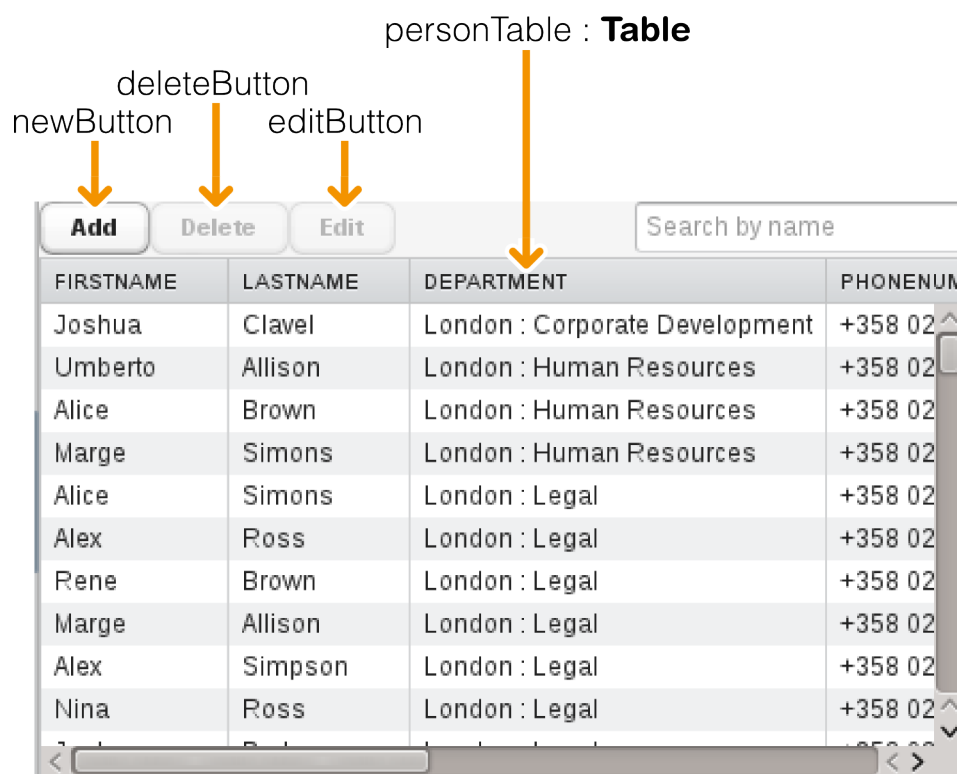 personTable : Table
deleteButton
newButton editButton
Add Delete Edit Search by name
FIRSTNAME LASTNAME DEPARTMENT
Joshua Clavel London : Corporate Development +358 02
Umberto Allison London : Human Resources +358 02
Alice Brown London : Human Resources +358 02
Marge Simons London : Human Resources +358 02
Alice Simons London : Legal +358 02
Alex Ross London : Legal +358 02
Rene Brown London : Legal +358 02
Marge Allison London : Legal +358 02
Alex Simpson London : Legal +358 02
Nina Ross London : Legal +358 02